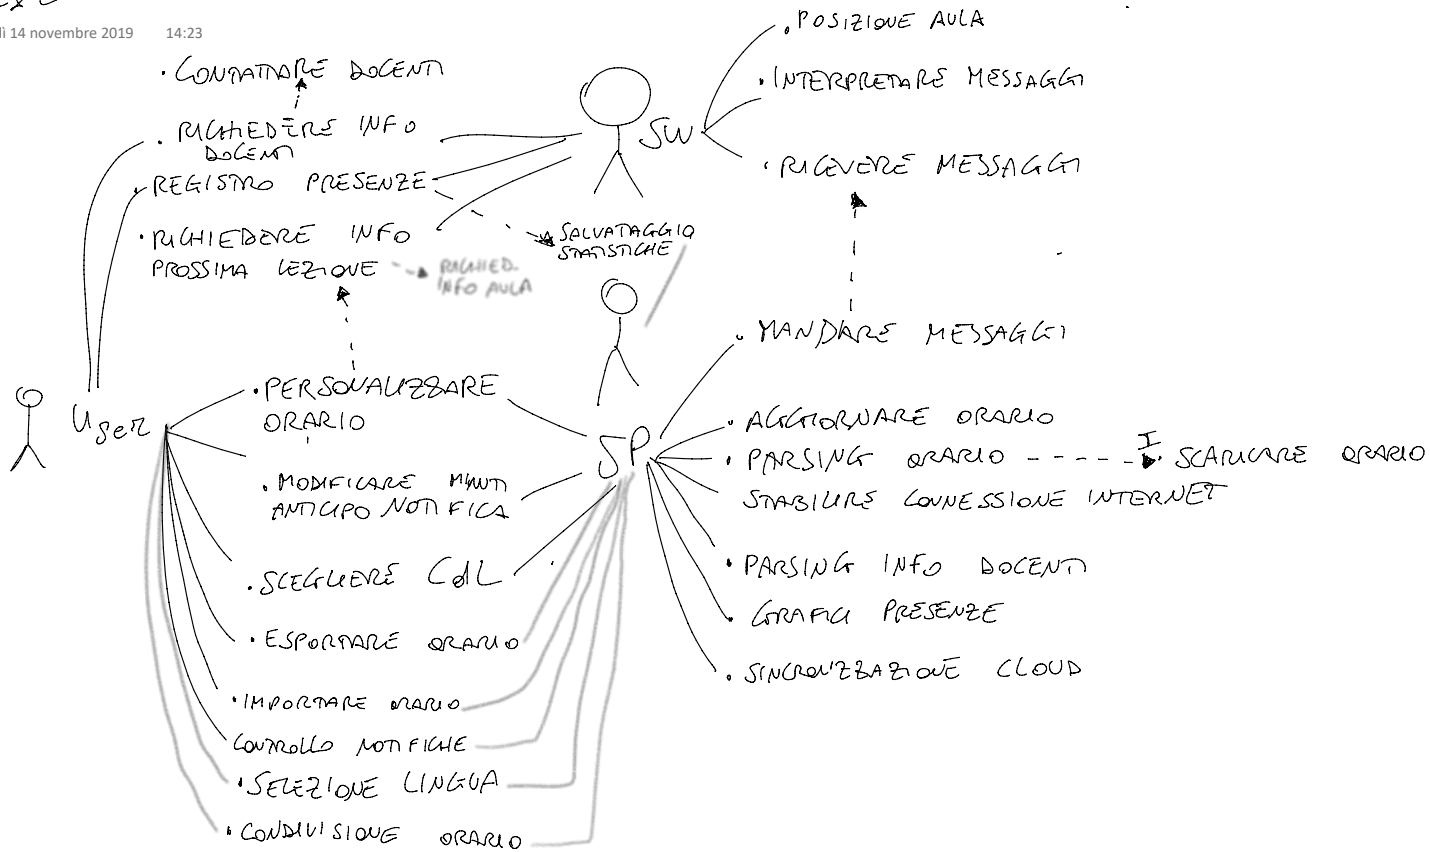 dì 14 novembre 2019 14:23
• CONTATTARE DOCENTI
• RICHIEDERE INFO
DOCENTI
• REGISTRO PRESENZE
• RICHIEDERE INFO
PROSSIMA LEZIONE
RICHIED.
INFO AULA
SALVATAGGIO
STATISTICHE
SW
• POSIZIONE AULA
• INTERPRETARE MESSAGGI
• RICEVERE MESSAGGI
User
• PERSONALIZZARE
ORARIO
• MODIFICARE MINUTI
ANTICIPO NOTIFICA
• SCEGLIERE CdL
• ESPORTARE ORARIO
• IMPORTARE ORARIO
CONTROLLO NOTIFICHE
• SELEZIONE LINGUA
• CONDIVISIONE ORARIO
SP
• MANDARE MESSAGGI
• AGGIORNARE ORARIO
• PARSING ORARIO I SCARICARE ORARIO
STABILIRE CONNESSIONE INTERNET
• PARSING INFO DOCENTI
• GRAFICI PRESENZE
• SINCRONIZZAZIONE CLOUD